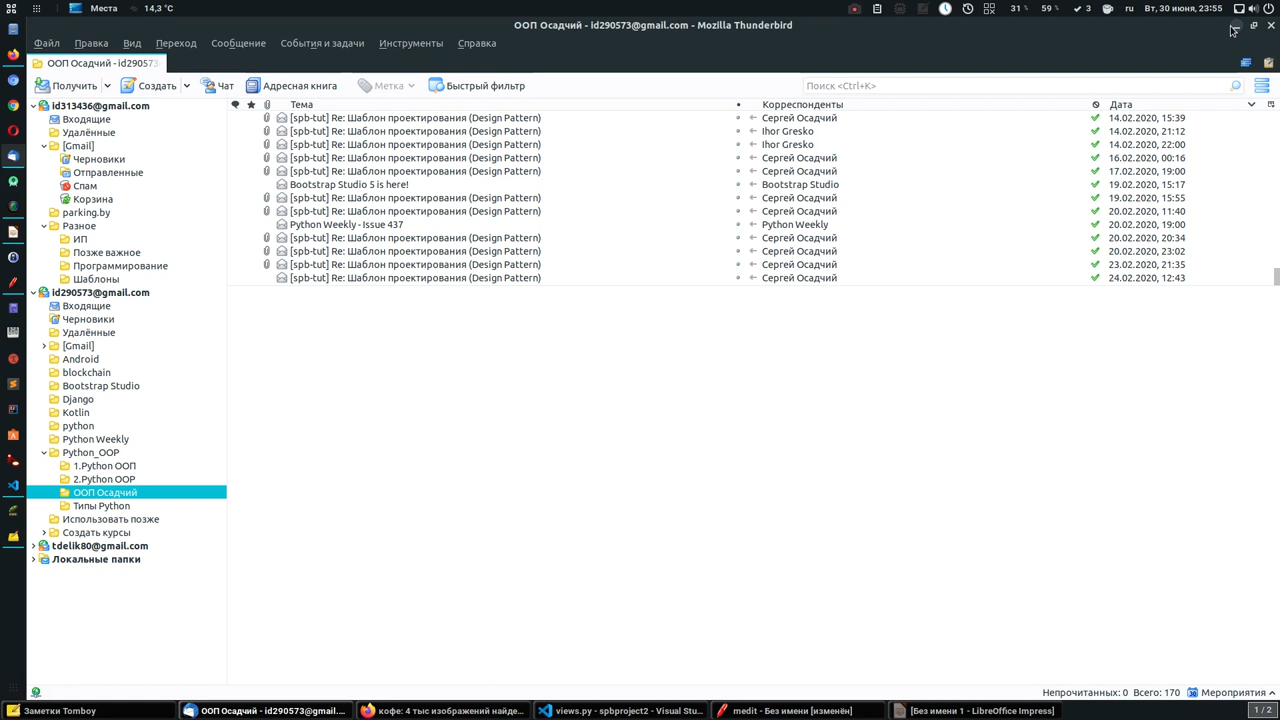 Места 14,3 °C 31 % 59 % 3 ru Вт, 30 июня, 23:55
ООП Осадчий - id290573@gmail.com - Mozilla Thunderbird
Файл Правка Вид Переход Сообщение События и задачи Инструменты Справка
ООП Осадчий - id290573
Получить Создать Чат Адресная книга Метка Быстрый фильтр Поиск <Ctrl+K>
id313436@gmail.com
Входящие
Удалённые
[Gmail]
Черновики
Отправленные
Спам
Корзина
parking.by
Разное
ИП
Позже важное
Программирование
Шаблоны
id290573@gmail.com
Входящие
Черновики
Удалённые
[Gmail]
Android
blockchain
Bootstrap Studio
Django
Kotlin
python
Python Weekly
Python_OOP
1.Python ООП
2.Python OOP
ООП Осадчий
Типы Python
Использовать позже
Создать курсы
tdelik80@gmail.com
Локальные папки
Тема Корреспонденты Дата
[spb-tut] Re: Шаблон проектирования (Design Pattern) Сергей Осадчий 14.02.2020, 15:39
[spb-tut] Re: Шаблон проектирования (Design Pattern) Ihor Gresko 14.02.2020, 21:12
[spb-tut] Re: Шаблон проектирования (Design Pattern) Ihor Gresko 14.02.2020, 22:00
[spb-tut] Re: Шаблон проектирования (Design Pattern) Сергей Осадчий 16.02.2020, 00:16
[spb-tut] Re: Шаблон проектирования (Design Pattern) Сергей Осадчий 17.02.2020, 19:00
Bootstrap Studio 5 is here! Bootstrap Studio 19.02.2020, 15:17
[spb-tut] Re: Шаблон проектирования (Design Pattern) Сергей Осадчий 19.02.2020, 15:55
[spb-tut] Re: Шаблон проектирования (Design Pattern) Сергей Осадчий 20.02.2020, 11:40
Python Weekly - Issue 437 Python Weekly 20.02.2020, 19:00
[spb-tut] Re: Шаблон проектирования (Design Pattern) Сергей Осадчий 20.02.2020, 20:34
[spb-tut] Re: Шаблон проектирования (Design Pattern) Сергей Осадчий 20.02.2020, 23:02
[spb-tut] Re: Шаблон проектирования (Design Pattern) Сергей Осадчий 23.02.2020, 21:35
[spb-tut] Re: Шаблон проектирования (Design Pattern) Сергей Осадчий 24.02.2020, 12:43
Непрочитанных: 0 Всего: 170 Мероприятия
Заметки Tomboy ООП Осадчий - id290573@gmail.... кофе: 4 тыс изображений найде... views.py - spbproject2 - Visual Stu... medit - Без имени [изменён] [Без имени 1 - LibreOffice Impress] 1 / 2